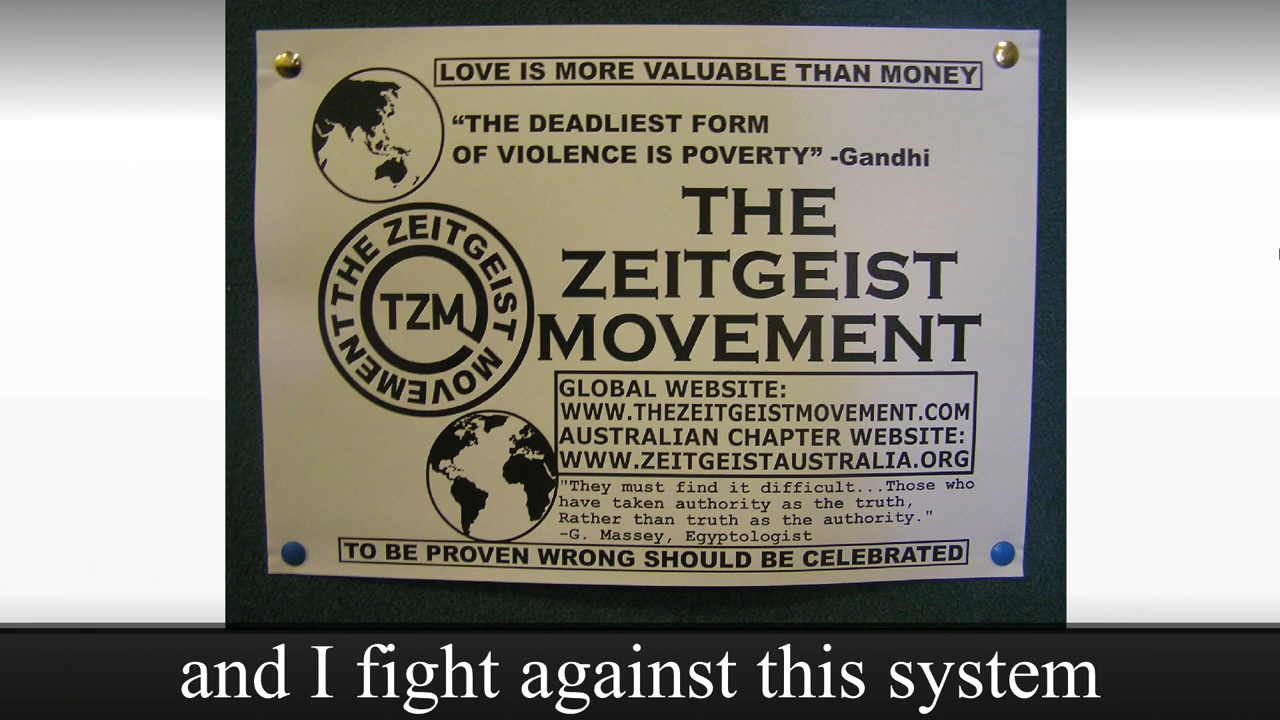 LOVE IS MORE VALUABLE THAN MONEY
“THE DEADLIEST FORM
OF VIOLENCE IS POVERTY” -Gandhi
THE
ZEITGEIST
MOVEMENT
THE ZEITGEIST MOVEMENT
TZM
GLOBAL WEBSITE:
WWW.THEZEITGEISTMOVEMENT.COM
AUSTRALIAN CHAPTER WEBSITE:
WWW.ZEITGEISTAUSTRALIA.ORG
"They must find it difficult...Those who
have taken authority as the truth,
Rather than truth as the authority."
-G. Massey, Egyptologist
TO BE PROVEN WRONG SHOULD BE CELEBRATED
and I fight against this system